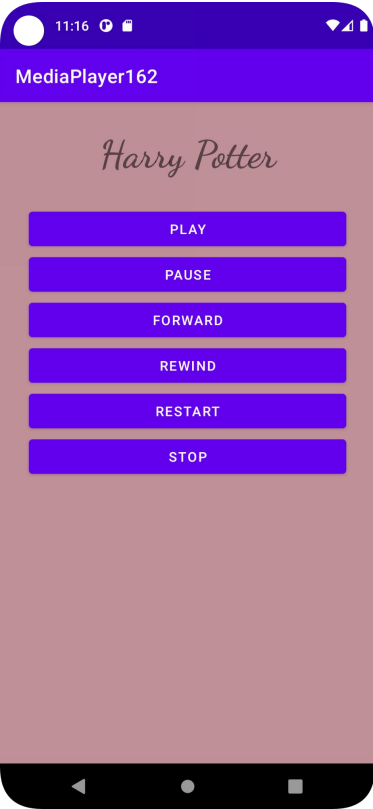 11:16
MediaPlayer162
Harry Potter
PLAY
PAUSE
FORWARD
REWIND
RESTART
STOP